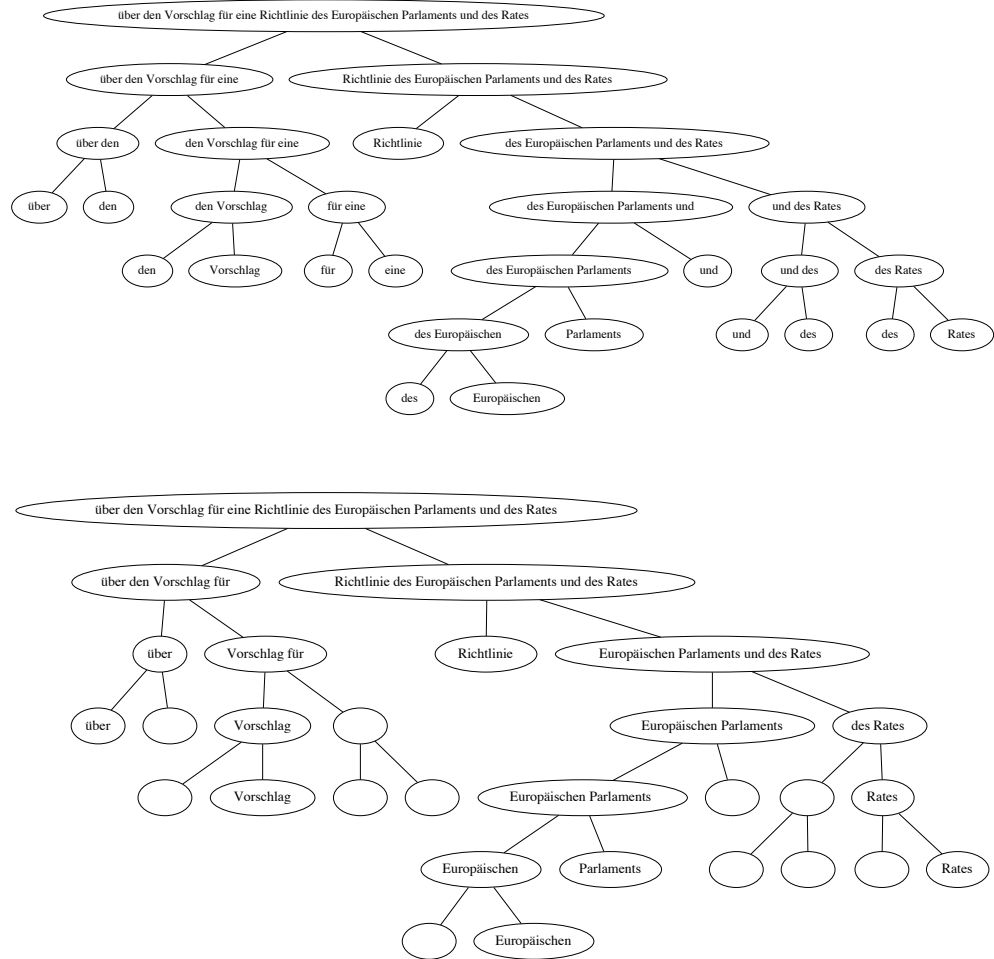 über den Vorschlag für eine Richtlinie des Europäischen Parlaments und des Rates
über den Vorschlag für eine Richtlinie des Europäischen Parlaments und des Rates
über den den Vorschlag für eine Richtlinie des Europäischen Parlaments und des Rates
über den den Vorschlag für eine des Europäischen Parlaments und und des Rates
den Vorschlag für eine des Europäischen Parlaments und und des des Rates
des Europäischen Parlaments und des des Rates
des Europäischen
über den Vorschlag für eine Richtlinie des Europäischen Parlaments und des Rates
über den Vorschlag für Richtlinie des Europäischen Parlaments und des Rates
über Vorschlag für Richtlinie Europäischen Parlaments und des Rates
über Vorschlag Europäischen Parlaments des Rates
Vorschlag Europäischen Parlaments Rates
Europäischen Parlaments Rates
Europäischen